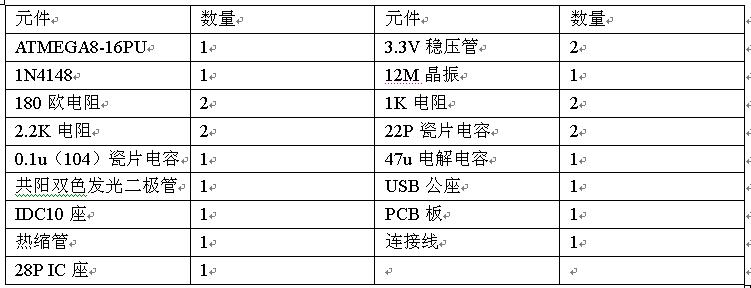 元件 数量 元件 数量
ATMEGA8-16PU 1 3.3V 稳压管 2
1N4148 1 12M 晶振 1
180 欧电阻 2 1K 电阻 2
2.2K 电阻 2 22P 瓷片电容 2
0.1u（104）瓷片电容 1 47u 电解电容 1
共阳双色发光二极管 1 USB 公座 1
IDC10 座 1 PCB 板 1
热缩管 1 连接线 1
28P IC 座 1